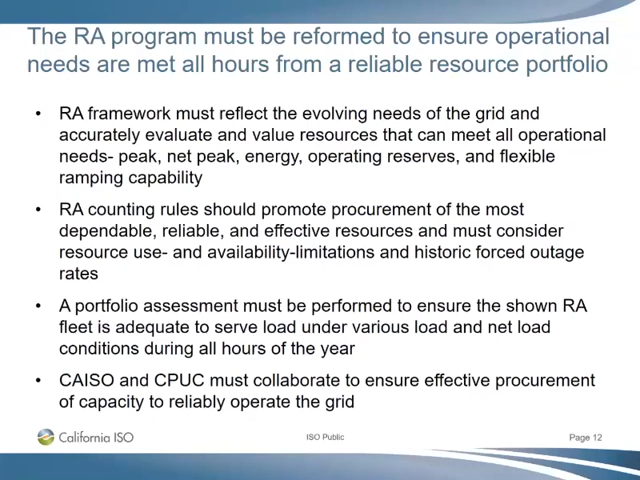 The RA program must be reformed to ensure operational
needs are met all hours from a reliable resource portfolio
• RA framework must reflect the evolving needs of the grid and
accurately evaluate and value resources that can meet all operational
needs- peak, net peak, energy, operating reserves, and flexible
ramping capability
• RA counting rules should promote procurement of the most
dependable, reliable, and effective resources and must consider
resource use- and availability-limitations and historic forced outage
rates
• A portfolio assessment must be performed to ensure the shown RA
fleet is adequate to serve load under various load and net load
conditions during all hours of the year
• CAISO and CPUC must collaborate to ensure effective procurement
of capacity to reliably operate the grid
California ISO
ISO Public
Page 12